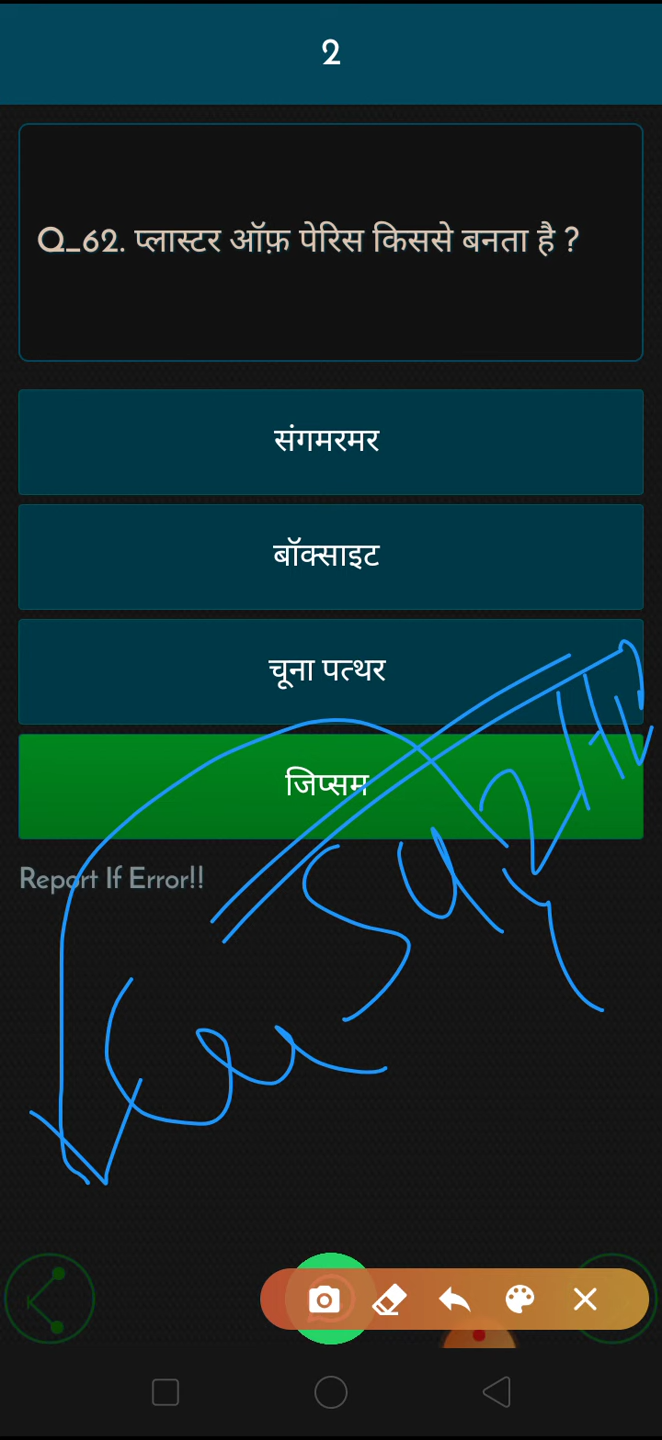 2
Q_62. प्लास्टर ऑफ़ पेरिस किससे बनता है ?
संगमरमर
बॉक्साइट
चूना पत्थर
जिप्सम
Report If Error!!